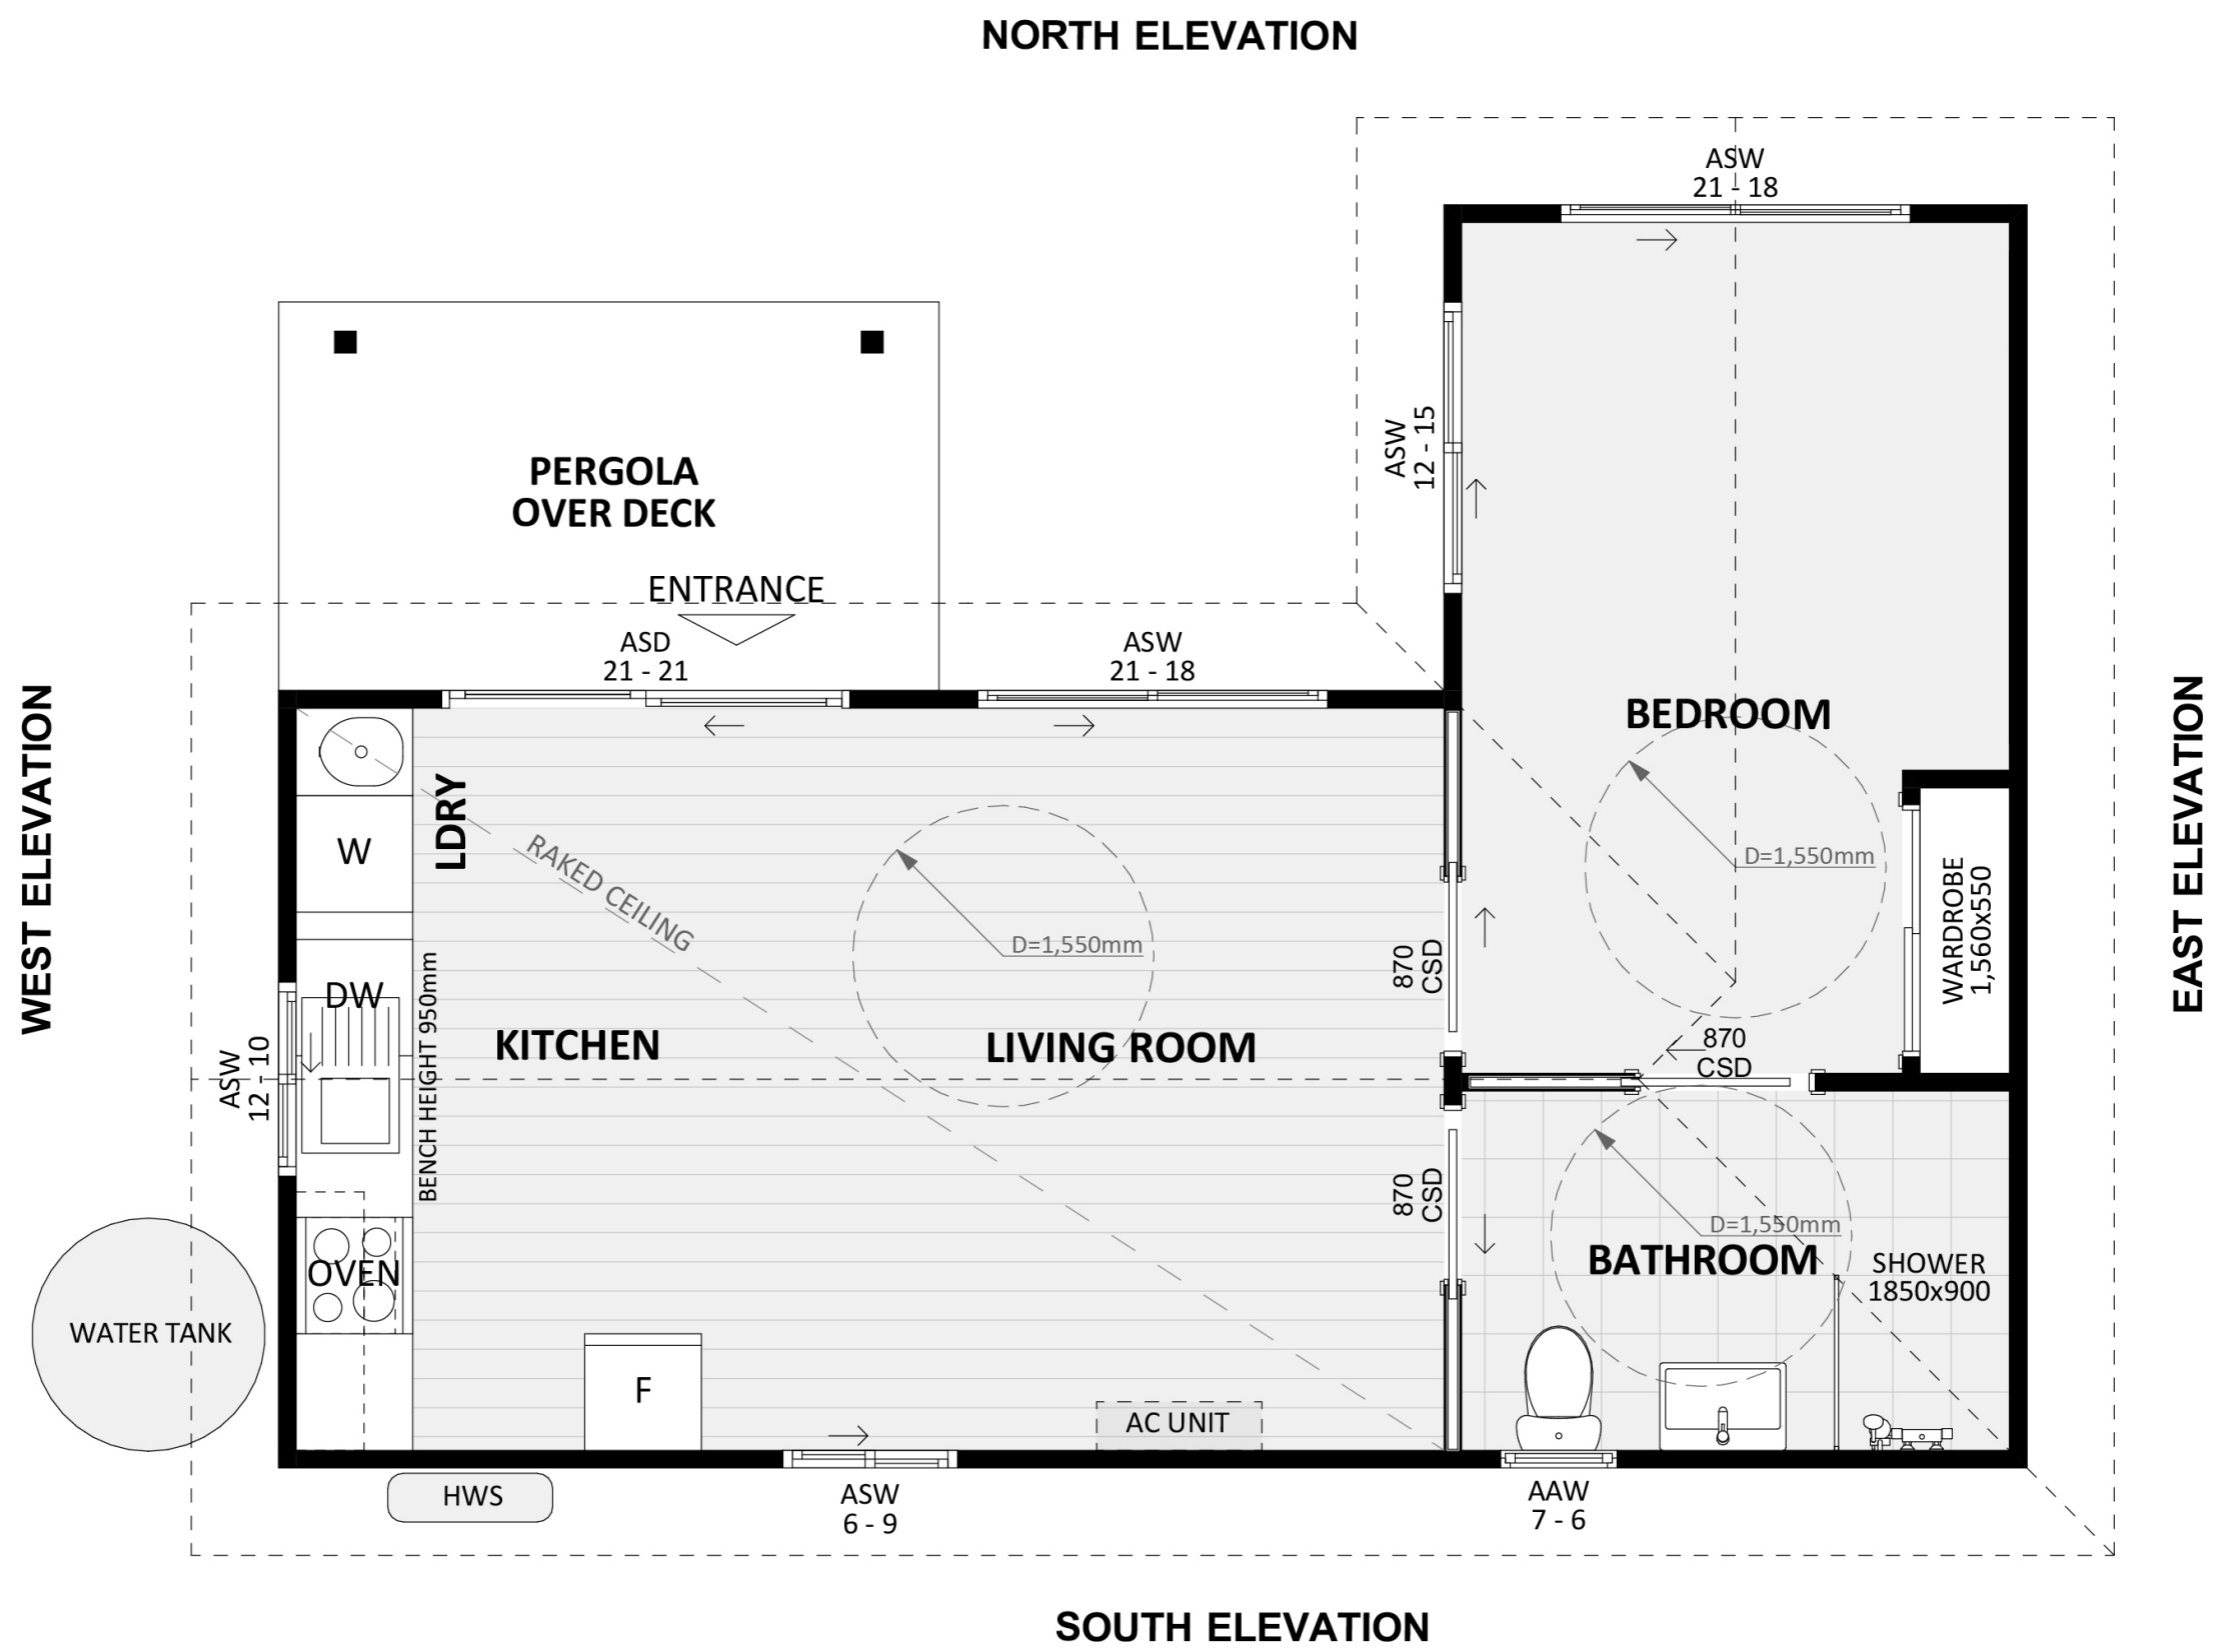 NORTH ELEVATION
ASW
21 - 18
ASW
12 - 15
PERGOLA
OVER DECK
ENTRANCE
ASD
21 - 21
ASW
21 - 18
BEDROOM
WEST ELEVATION
EAST ELEVATION
LDRY
W
RAKED CEILING
D=1,550mm
D=1,550mm
WARDROBE
1,560x550
870
CSD
DW
BENCH HEIGHT 950mm
KITCHEN
LIVING ROOM
870
CSD
ASW
12 - 10
870
CSD
D=1,550mm
BATHROOM
SHOWER
1850x900
OVEN
WATER TANK
F
AC UNIT
HWS
ASW
6 - 9
AAW
7 - 6
SOUTH ELEVATION